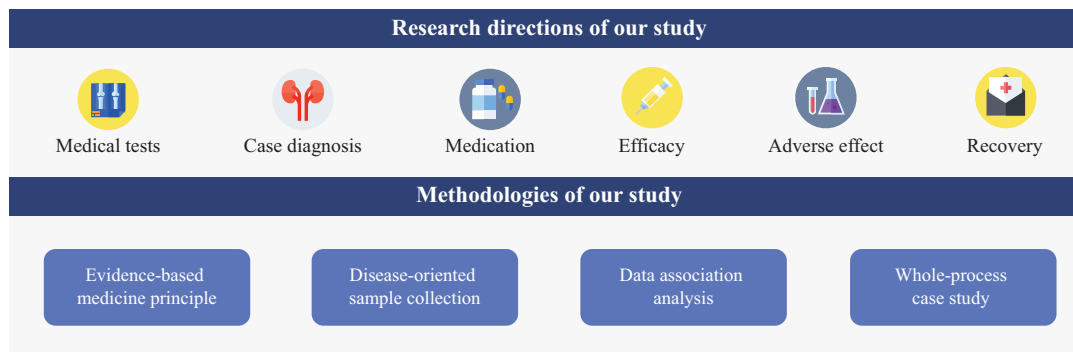 Research directions of our study
Medical tests
Case diagnosis
Medication
Efficacy
Adverse effect
Recovery
Methodologies of our study
Evidence-based
medicine principle
Disease-oriented
sample collection
Data association
analysis
Whole-process
case study